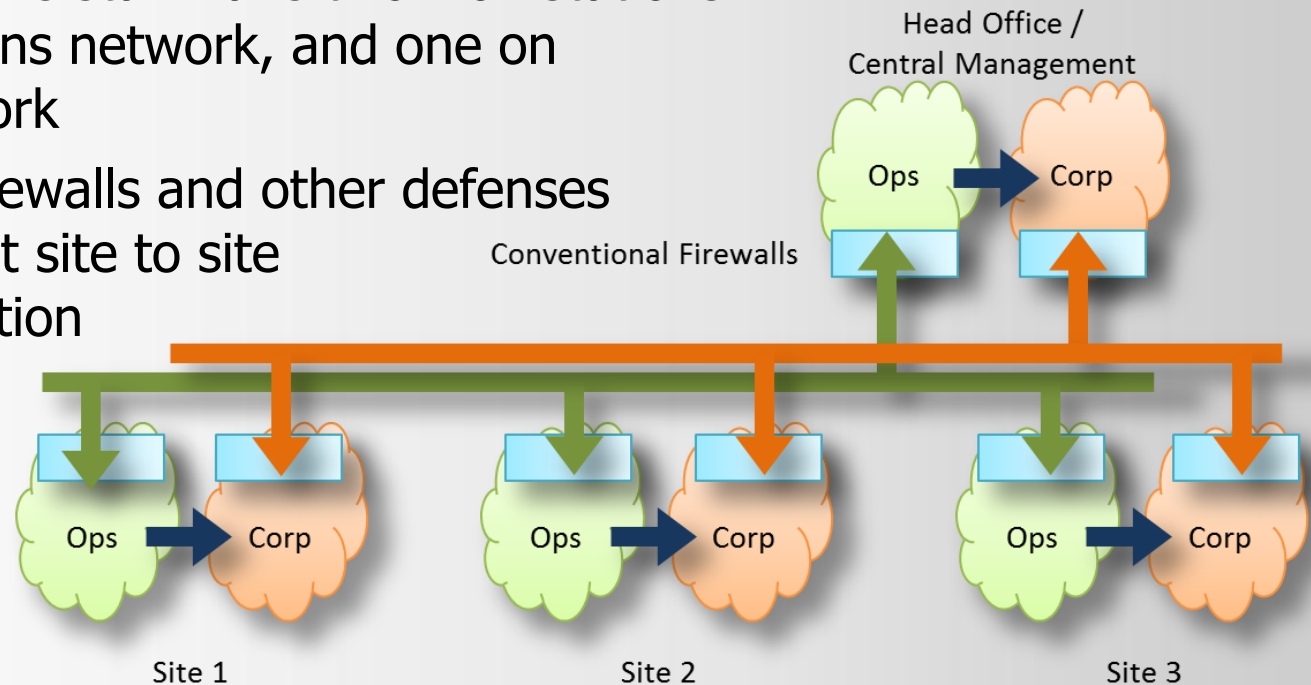 ns network, and one on
ork
ewalls and other defenses
t site to site
tion
Head Office /
Central Management
Ops
Corp
Conventional Firewalls
Ops
Corp
Ops
Corp
Ops
Corp
Site 1
Site 2
Site 3